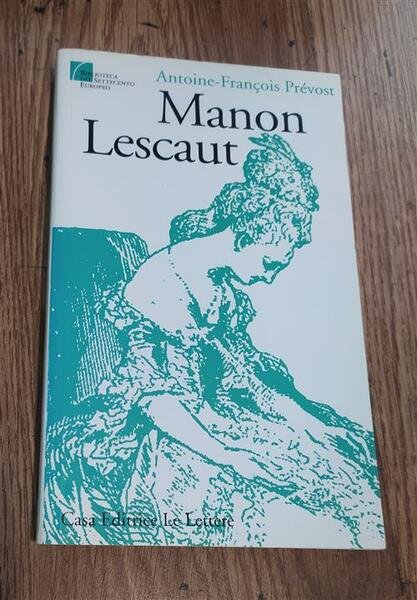 Biblioteca
del Settecento
Europeo
Antoine-François Prévost
Manon
Lescaut
Casa Editrice Le Lettere